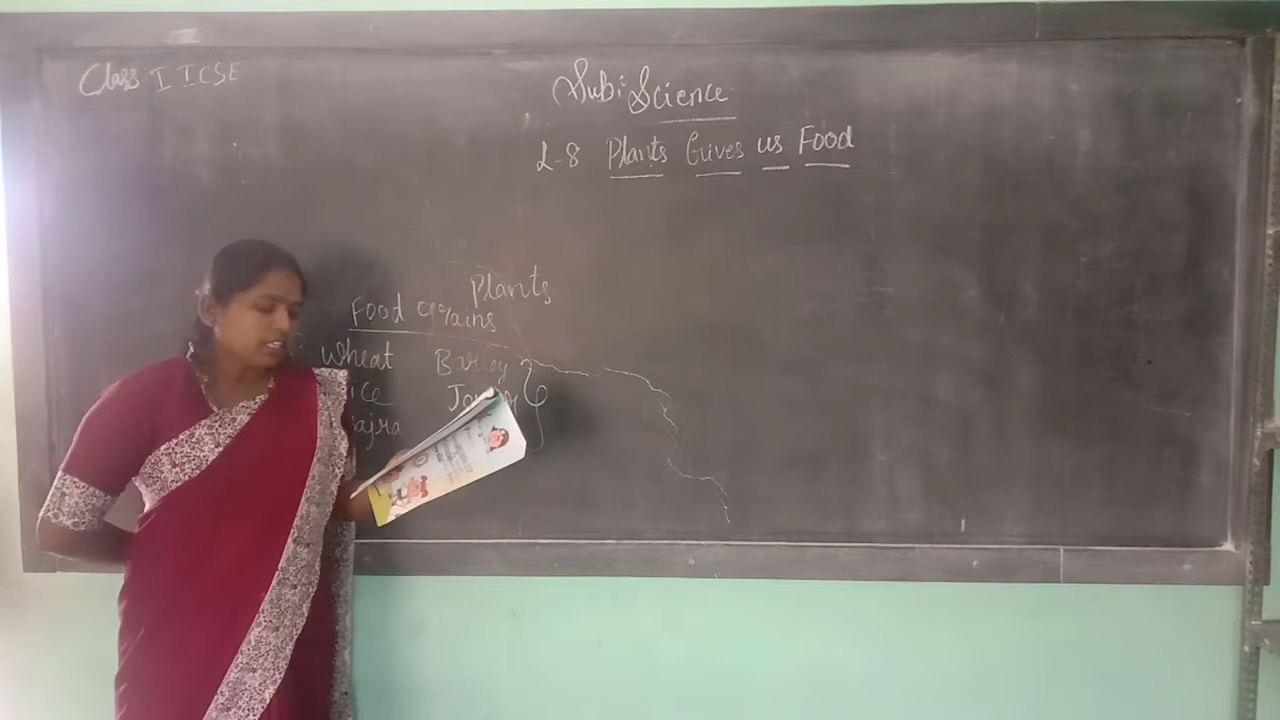 Class I ICSE
Sub: Science
L-8 Plants Gives us Food
Plants
Food Grains
Wheat Barley